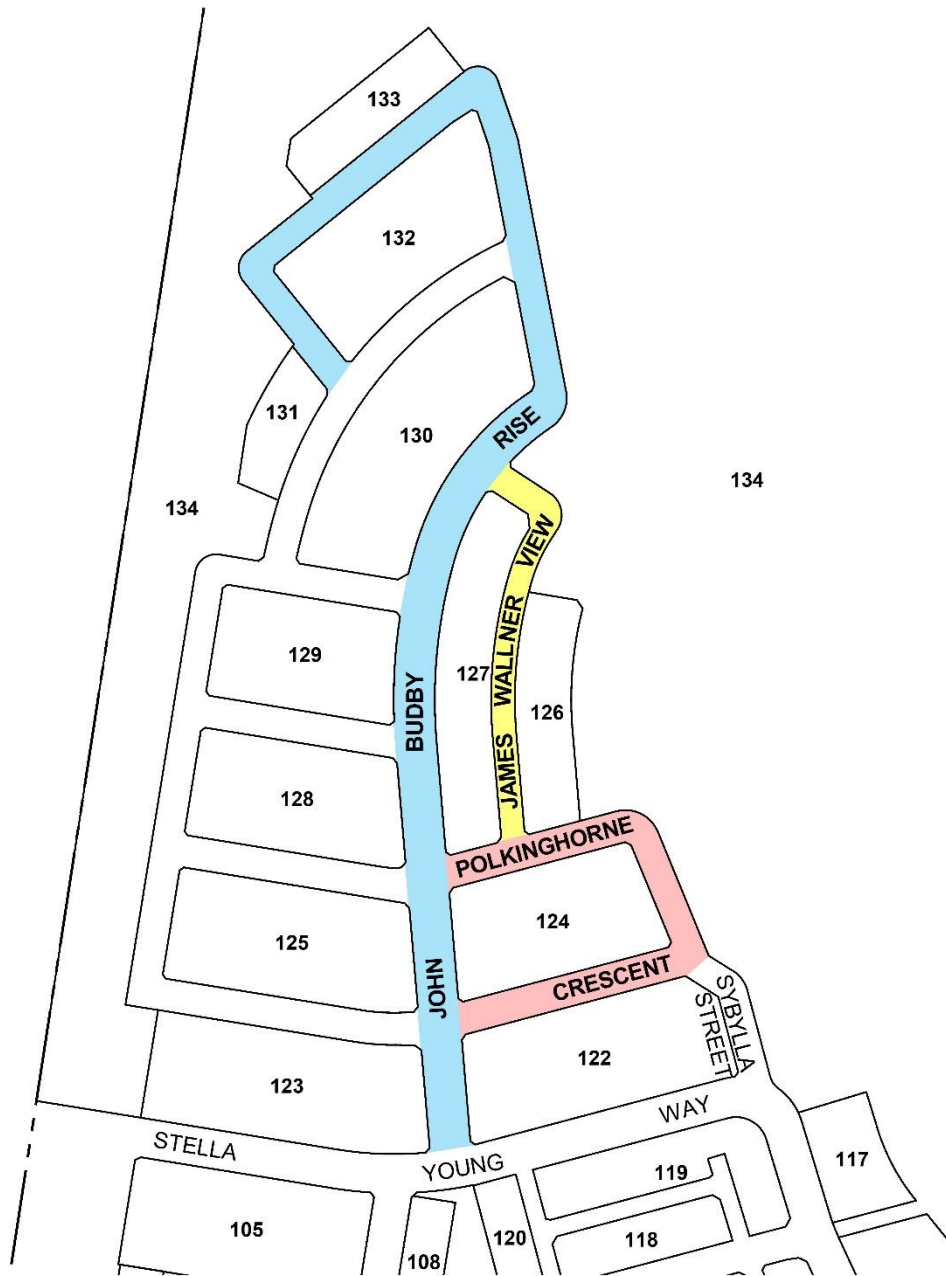 133
132
131
130
RISE
134
134
JAMES WALLNER VIEW
129
127
126
JOHN BUDBY
128
POLKINGHORNE
124
125
CRESCENT
SYBYLLA
STREET
122
123
WAY
STELLA
YOUNG
119
117
105
120
118
108